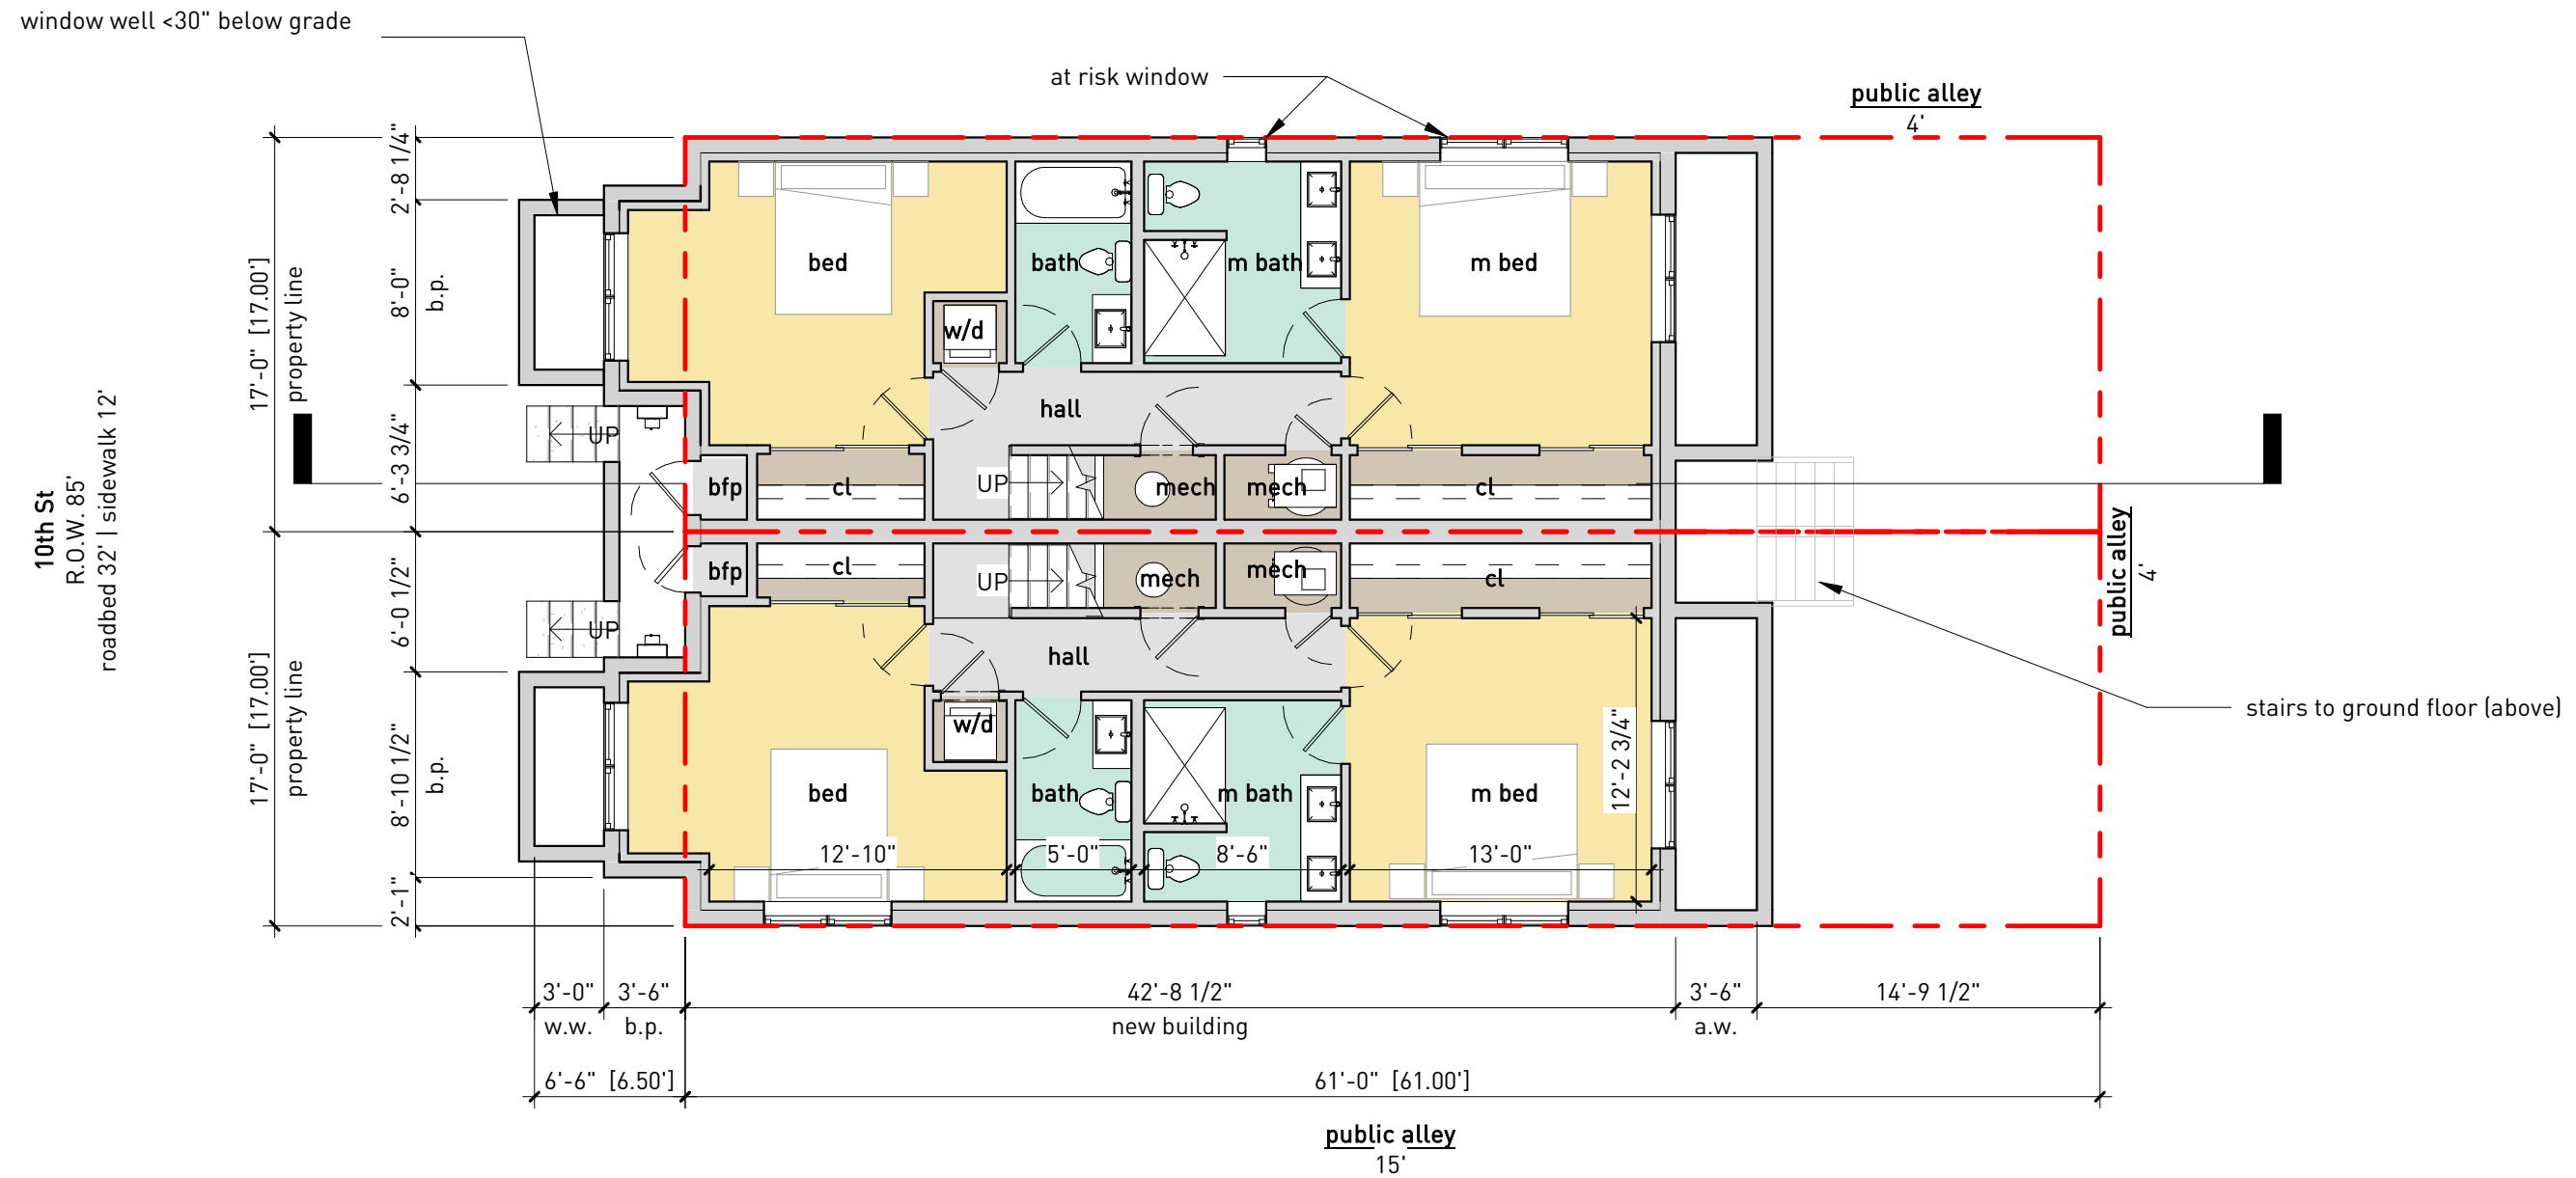 window well <30" below grade
at risk window
public alley
4'
2'-8 1/4"
8'-0"
b.p.
17'-0" [17.00']
property line
6'-3 3/4"
10th St
R.O.W. 85'
roadbed 32' | sidewalk 12'
bed
bath
m bath
m bed
w/d
hall
UP
bfp
cl
UP
mech
mech
cl
bfp
cl
UP
mech
mech
cl
UP
hall
w/d
bed
bath
m bath
m bed
12'-10"
5'-0"
8'-6"
13'-0"
12'-2 3/4"
6'-0 1/2"
17'-0" [17.00']
property line
8'-10 1/2"
b.p.
2'-1"
public alley
4'
stairs to ground floor (above)
3'-0"
3'-6"
42'-8 1/2"
3'-6"
14'-9 1/2"
w.w.
b.p.
new building
a.w.
6'-6" [6.50']
61'-0" [61.00']
public alley
15'